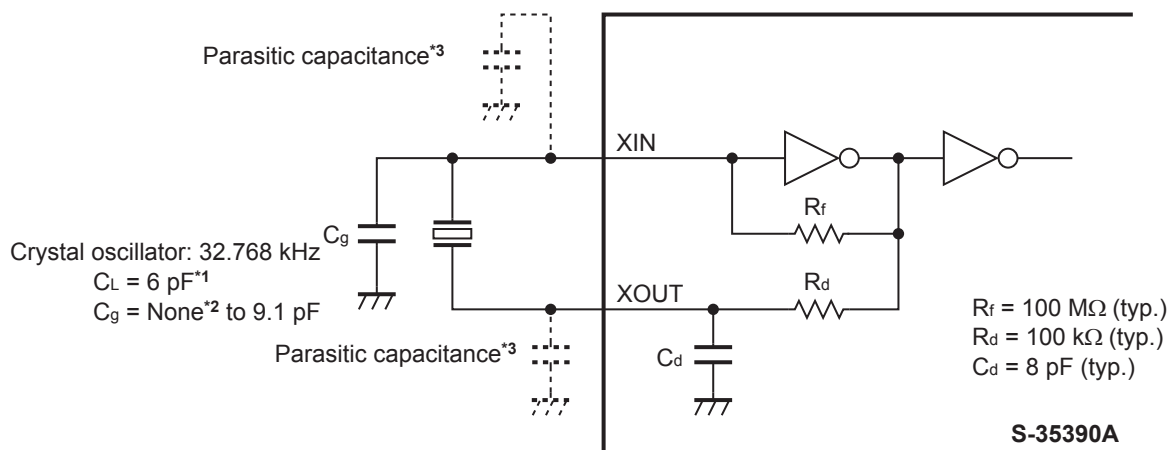 Parasitic capacitance*3
XIN
Rf
Cg
Crystal oscillator: 32.768 kHz
CL = 6 pF*1
Cg = None*2 to 9.1 pF
XOUT
Rd
Parasitic capacitance*3
Cd
Rf = 100 MΩ (typ.)
Rd = 100 kΩ (typ.)
Cd = 8 pF (typ.)
S-35390A